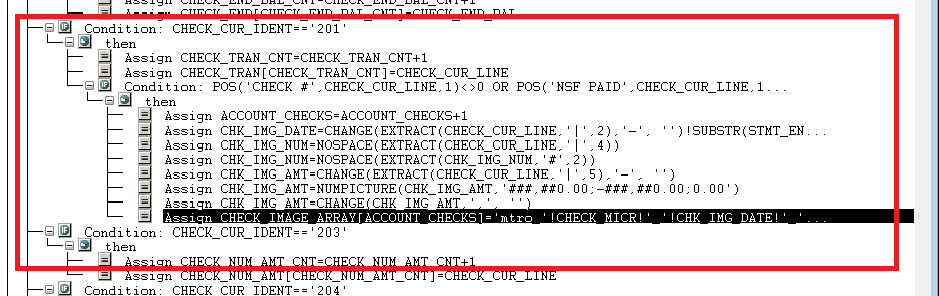 Assign CHECK_END_BAL_CNT=CHECK_END_BAL_CNT+1
Assign CHECK_END[CHECK_END_BAL_CNT]=CHECK_END_BAL
Condition: CHECK_CUR_IDENT=='201'
then
Assign CHECK_TRAN_CNT=CHECK_TRAN_CNT+1
Assign CHECK_TRAN[CHECK_TRAN_CNT]=CHECK_CUR_LINE
Condition: POS('CHECK #',CHECK_CUR_LINE,1)<>0 OR POS('NSF PAID',CHECK_CUR_LINE,1...
then
Assign ACCOUNT_CHECKS=ACCOUNT_CHECKS+1
Assign CHK_IMG_DATE=CHANGE(EXTRACT(CHECK_CUR_LINE,'|',2),'-', '')!SUBSTR(STMT_EN...
Assign CHK_IMG_NUM=NOSPACE(EXTRACT(CHECK_CUR_LINE,'|',4))
Assign CHK_IMG_NUM=NOSPACE(EXTRACT(CHK_IMG_NUM,'#',2))
Assign CHK_IMG_AMT=CHANGE(EXTRACT(CHECK_CUR_LINE,'|',5),'-', '')
Assign CHK_IMG_AMT=NUMPICTURE(CHK_IMG_AMT,'###,##0.00;-###,##0.00;0.00')
Assign CHK_IMG_AMT=CHANGE(CHK_IMG_AMT,',', '')
Assign CHECK_IMAGE_ARRAY[ACCOUNT_CHECKS]='mtro_'!CHECK_MICR!'_'!CHK_IMG_DATE!'_'...
Condition: CHECK_CUR_IDENT=='203'
then
Assign CHECK_NUM_AMT_CNT=CHECK_NUM_AMT_CNT+1
Assign CHECK_NUM_AMT[CHECK_NUM_AMT_CNT]=CHECK_CUR_LINE
Condition: CHECK_CUR_IDENT=='204'